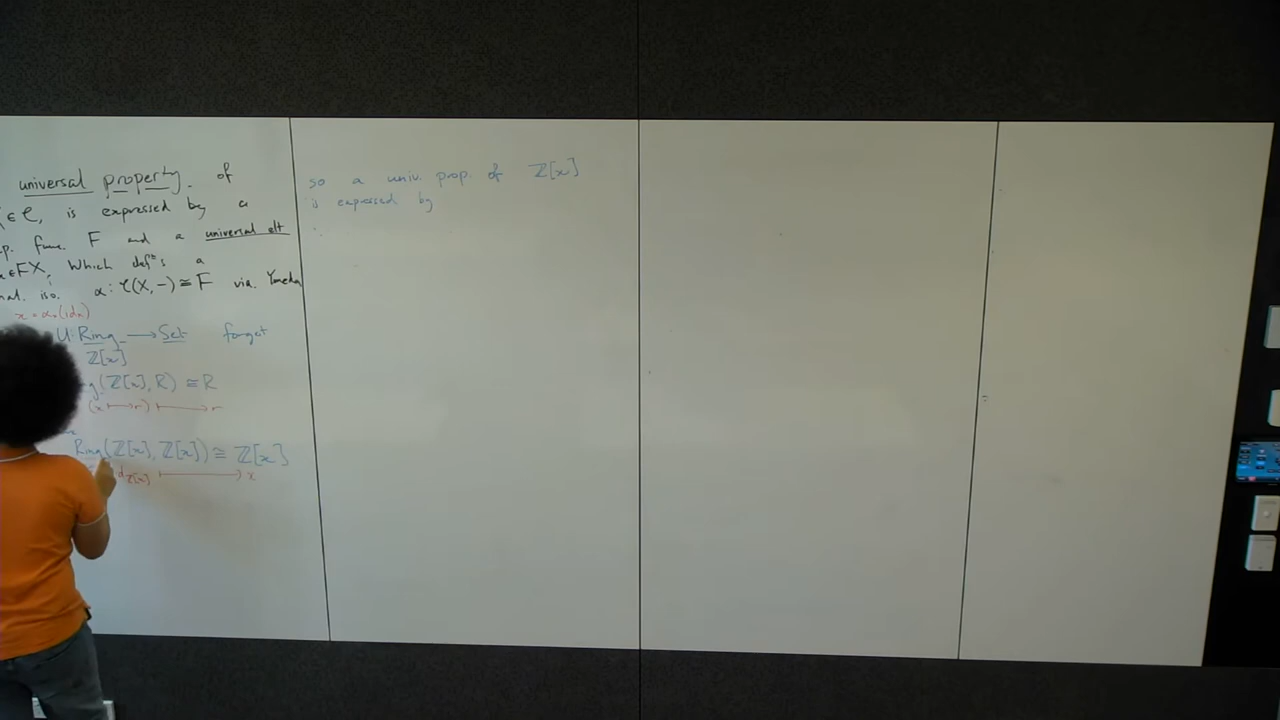 universal property of
∈ C, is expressed by a
func. F and a universal elt
x∈FX, which def^n s a
nat. iso. α: C(X,-) ≅ F via Yoneda
x = α_X(id_X)
U: Ring → Set forget
Z[x]
(Z[x], R) ≅ R
(x ↦ r) ↦ r
Ring(Z[x], Z[x]) ≅ Z[x]
id_Z[x] ↦ x
so a univ. prop. of Z[x]
is expressed by